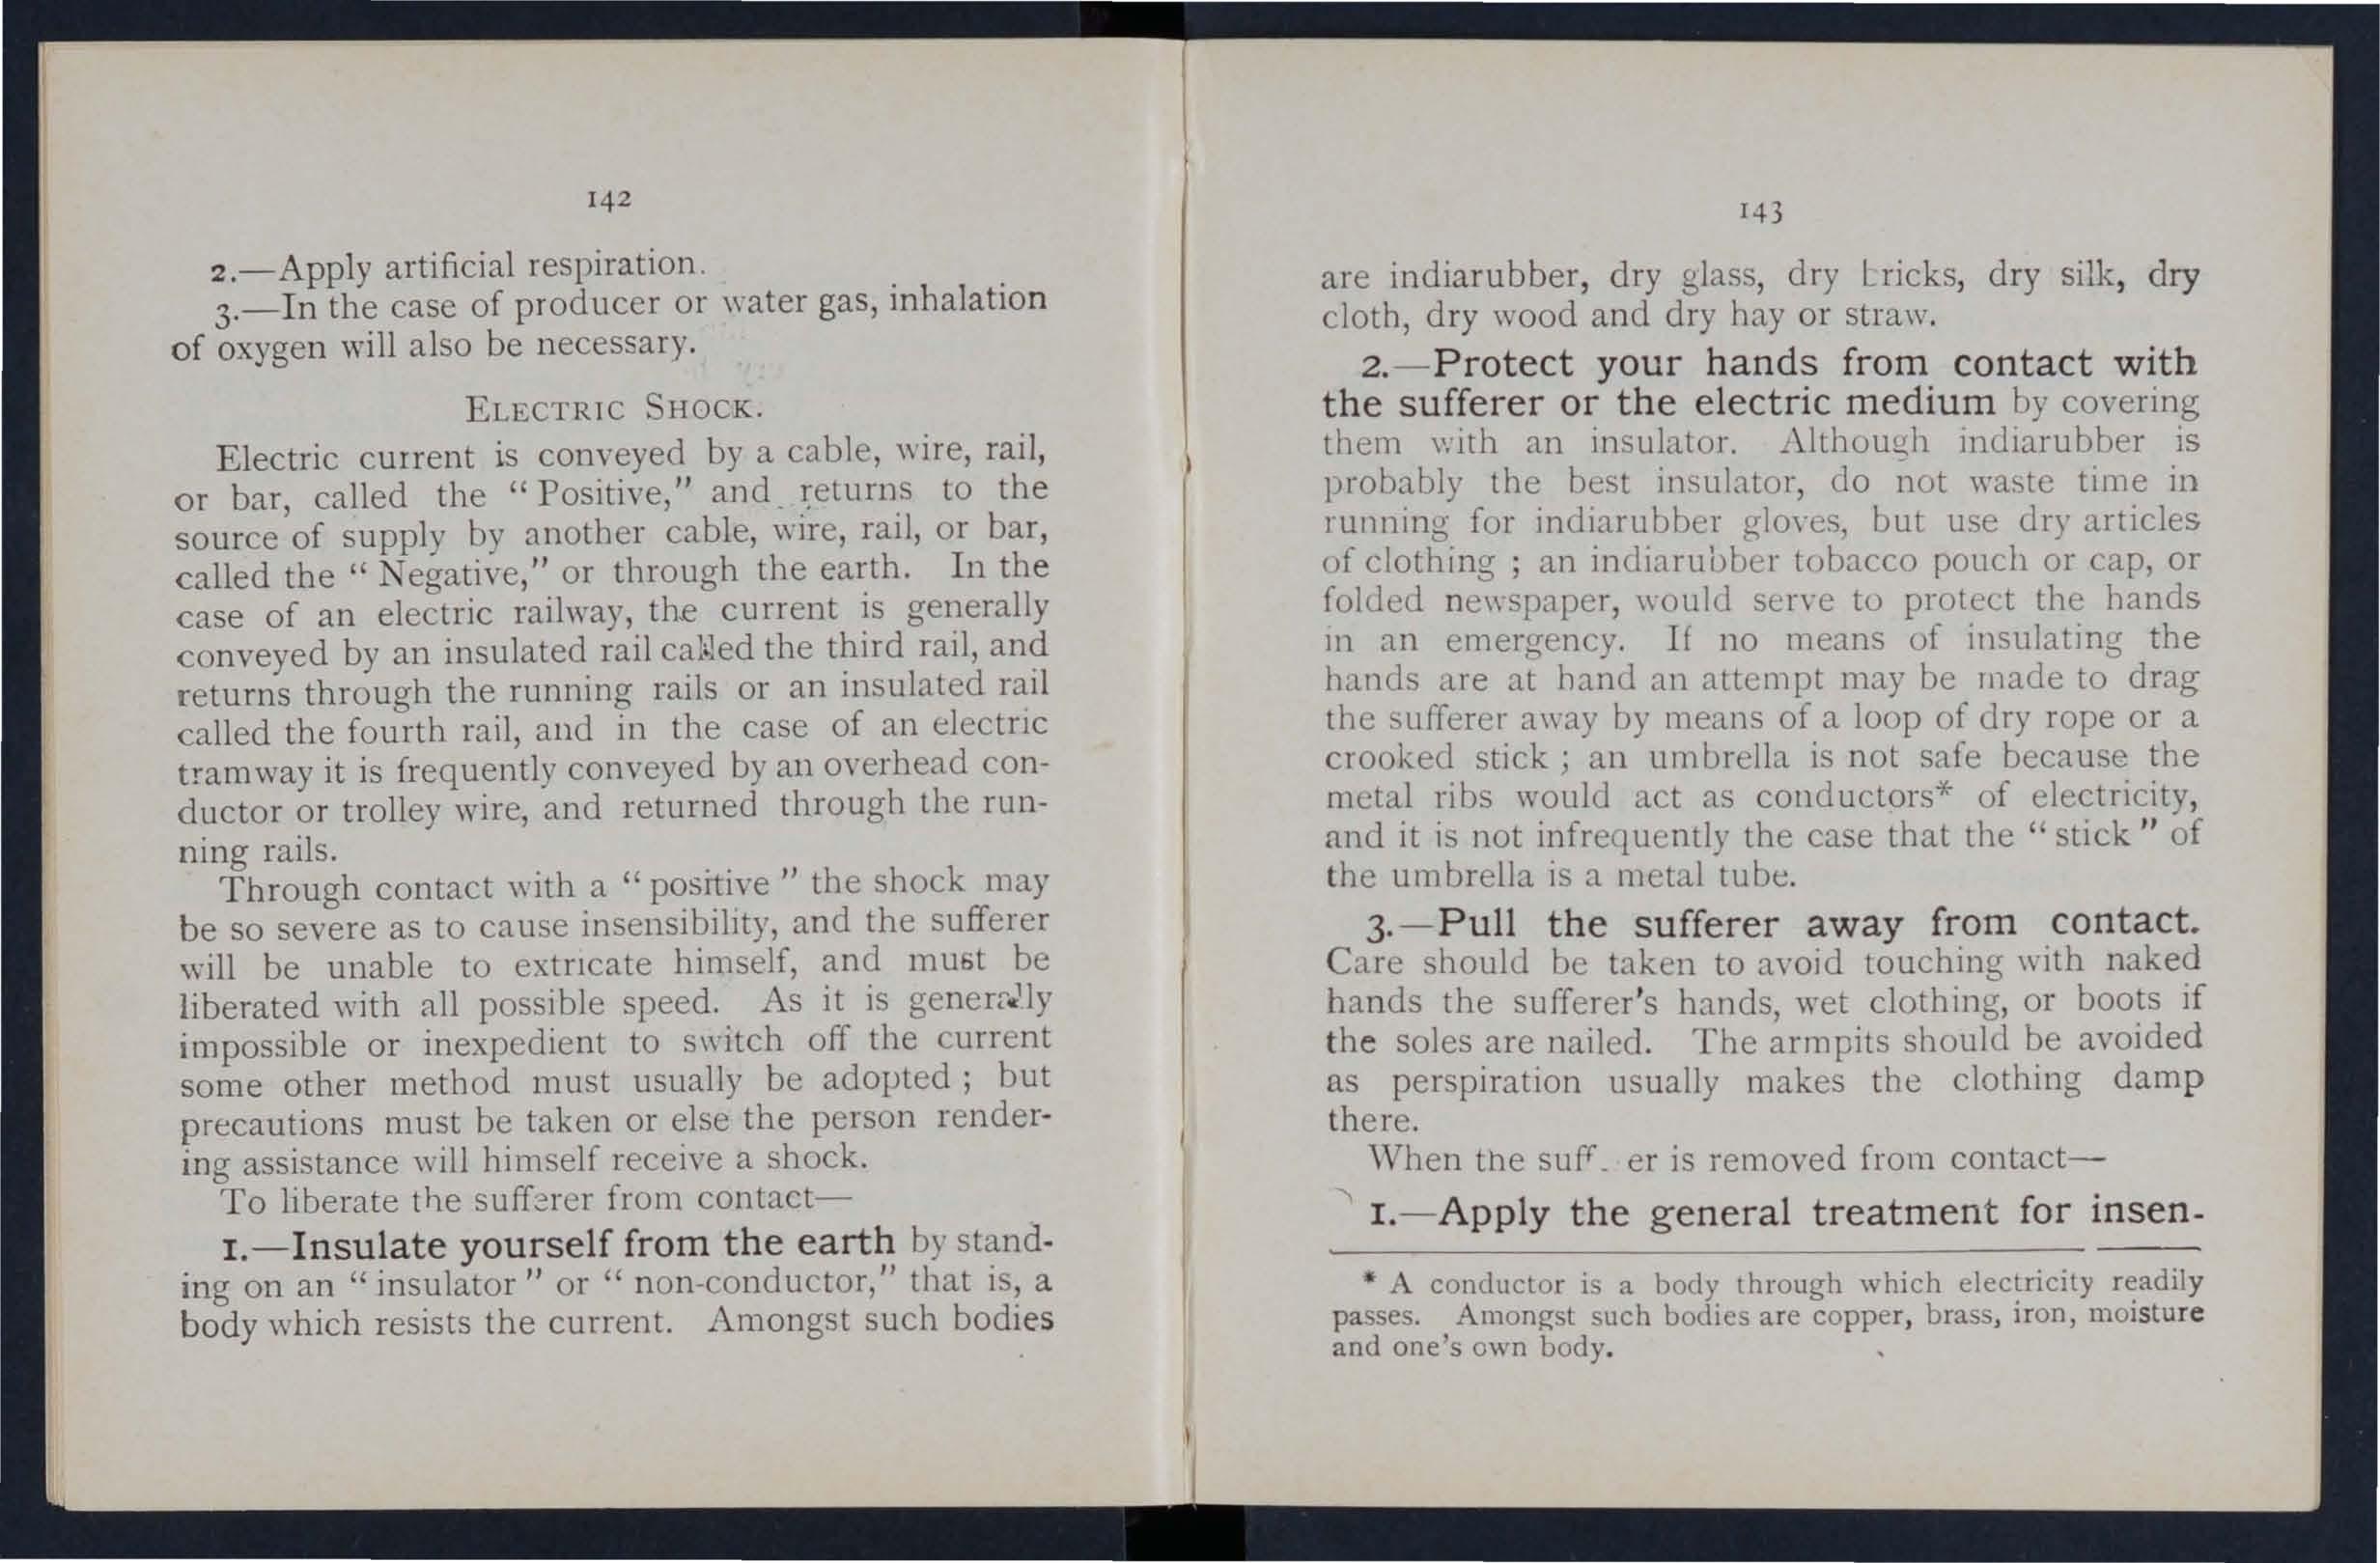 142
2.—Apply artificial respiration.
3.—In the case of producer or water gas, inhalation
of oxygen will also be necessary.
ELECTRIC SHOCK.
Electric current is conveyed by a cable, wire, rail,
or bar, called the “ Positive,” and returns to the
source of supply by another cable, wire, rail, or bar,
called the “ Negative,” or through the earth. In the
case of an electric railway, the current is generally
conveyed by an insulated rail called the third rail, and
returns through the running rails or an insulated rail
called the fourth rail, and in the case of an electric
tramway it is frequently conveyed by an overhead con-
ductor or trolley wire, and returned through the run-
ning rails.
Through contact with a “ positive ” the shock may
be so severe as to cause insensibility, and the sufferer
will be unable to extricate himself, and must be
liberated with all possible speed. As it is generally
impossible or inexpedient to switch off the current
some other method must usually be adopted ; but
precautions must be taken or else the person render-
ing assistance will himself receive a shock.
To liberate the sufferer from contact—
1.—Insulate yourself from the earth by stand-
ing on an “ insulator ” or “ non-conductor,” that is, a
body which resists the current. Amongst such bodies
143
are indiarubber, dry glass, dry bricks, dry silk, dry
cloth, dry wood and dry hay or straw.
2.—Protect your hands from contact with
the sufferer or the electric medium by covering
them with an insulator. Although indiarubber is
probably the best insulator, do not waste time in
running for indiarubber gloves, but use dry articles
of clothing ; an indiarubber tobacco pouch or cap, or
folded newspaper, would serve to protect the hands
in an emergency. If no means of insulating the
hands are at hand an attempt may be made to drag
the sufferer away by means of a loop of dry rope or a
crooked stick ; an umbrella is not safe because the
metal ribs would act as conductors* of electricity,
and it is not infrequently the case that the “ stick ” of
the umbrella is a metal tube.
3.—Pull the sufferer away from contact.
Care should be taken to avoid touching with naked
hands the sufferer's hands, wet clothing, or boots if
the soles are nailed. The armpits should be avoided
as perspiration usually makes the clothing damp
there.
When the sufferer is removed from contact—
1.—Apply the general treatment for insen-
* A conductor is a body through which electricity readily
passes. Amongst such bodies are copper, brass, iron, moisture
and one's own body.